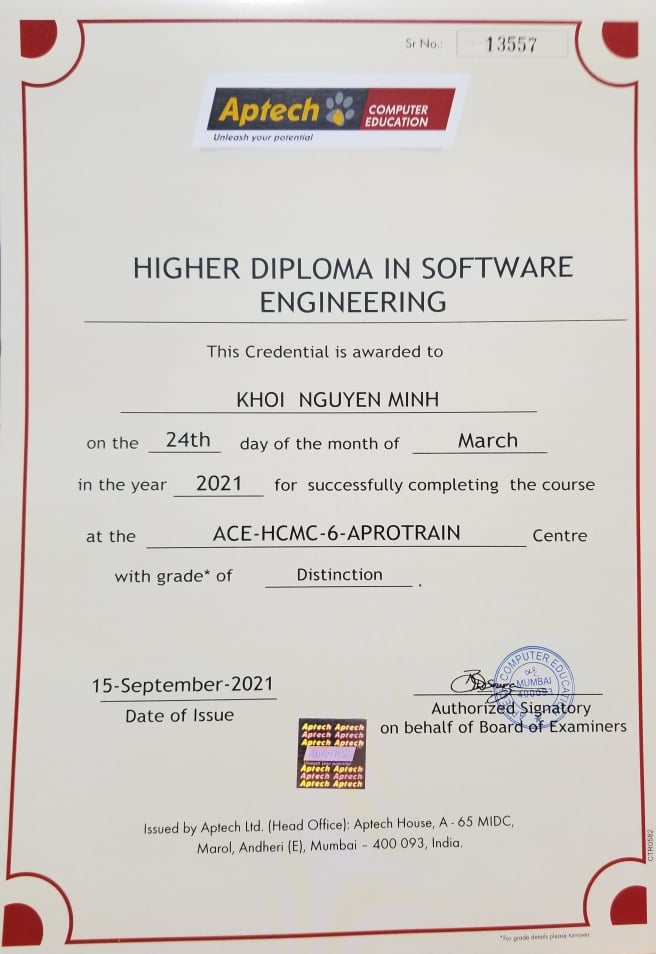 Sr No.: 13557
Aptech COMPUTER EDUCATION
Unleash your potential
HIGHER DIPLOMA IN SOFTWARE
ENGINEERING
This Credential is awarded to
KHOI NGUYEN MINH
on the 24th day of the month of March
in the year 2021 for successfully completing the course
at the ACE-HCMC-6-APROTRAIN Centre
with grade* of Distinction .
15-September-2021
Date of Issue
COMPUTER EDUCATION
MUMBAI
400093
Authorized Signatory
on behalf of Board of Examiners
Aptech Aptech
Aptech Aptech
Aptech Aptech
Aptech
Unleash your potential
Aptech Aptech
Aptech Aptech
Aptech Aptech
Issued by Aptech Ltd. (Head Office): Aptech House, A - 65 MIDC,
Marol, Andheri (E), Mumbai – 400 093, India.
CTR0582
*For grade details please turnover